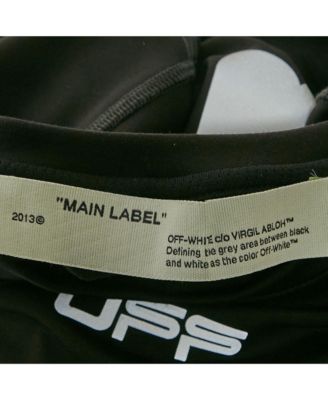 "MAIN LABEL"
2013©
OFF-WHITE c/o VIRGIL ABLOH™
Defining the grey area between black
and white as the color Off-White™
OFF